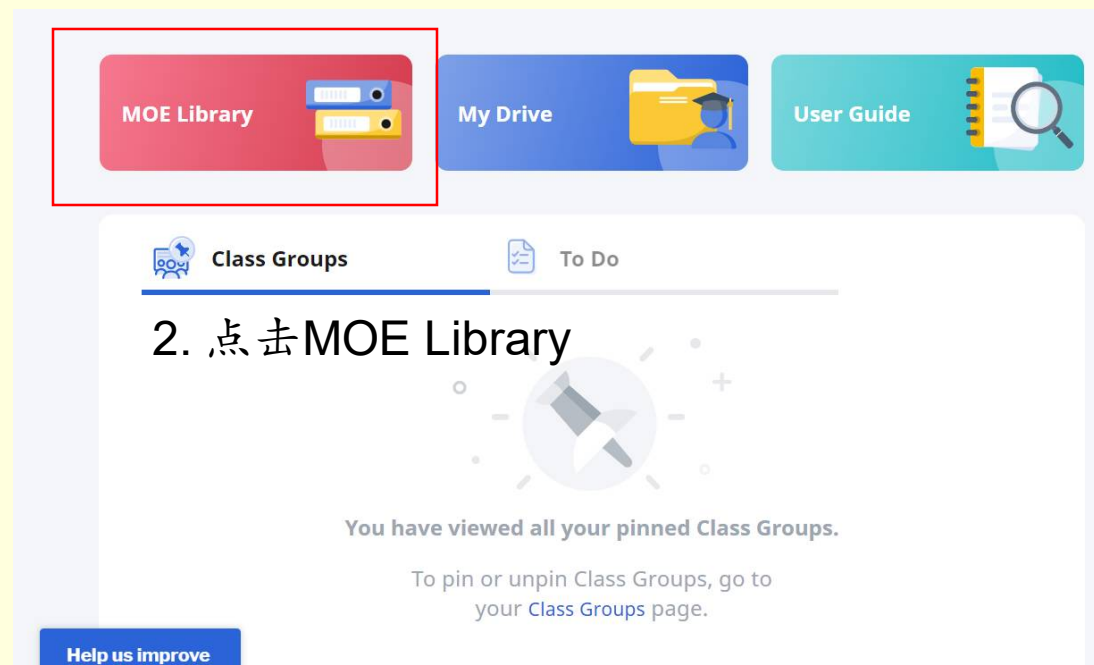 MOE Library
My Drive
User Guide
Class Groups
To Do
2. 点击MOE Library
You have viewed all your pinned Class Groups.
To pin or unpin Class Groups, go to
your Class Groups page.
Help us improve